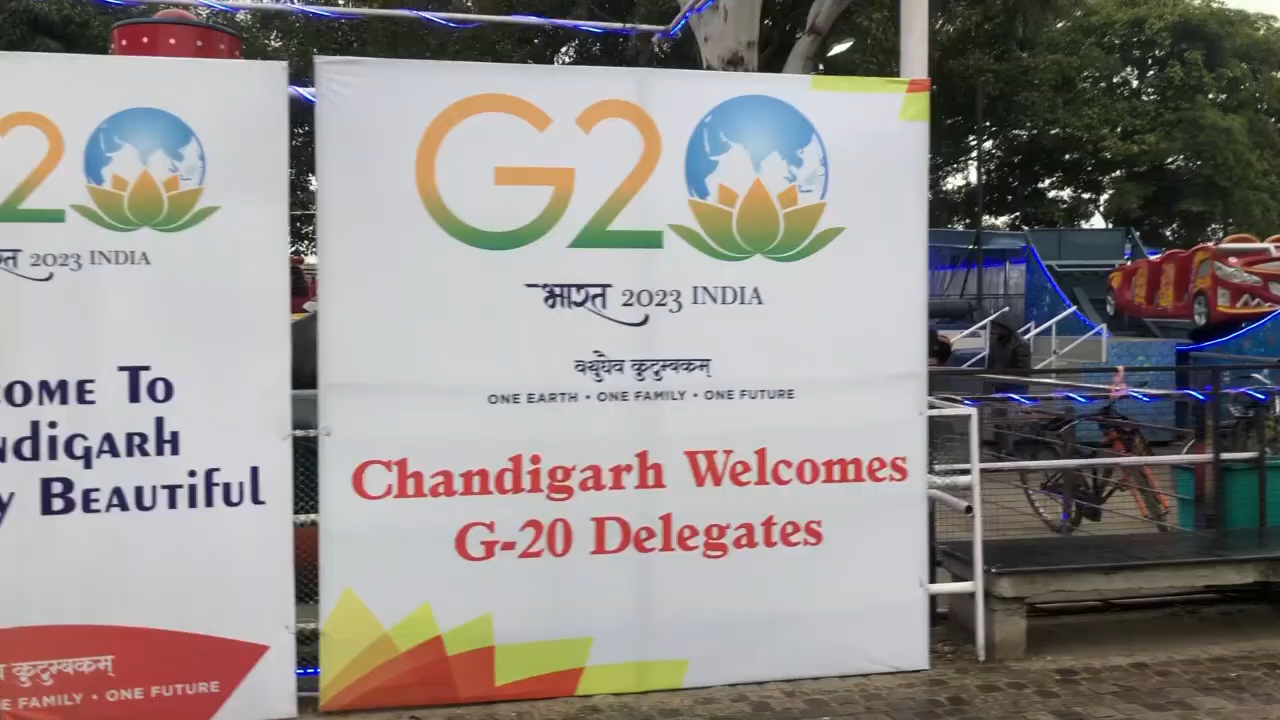 20
त 2023 INDIA
OME TO
ndigarh
y BEAUTIFUL
कुटुम्बकम्
E FAMILY • ONE FUTURE
G20
भारत 2023 INDIA
वसुधैव कुटुम्बकम्
ONE EARTH • ONE FAMILY • ONE FUTURE
Chandigarh Welcomes
G-20 Delegates